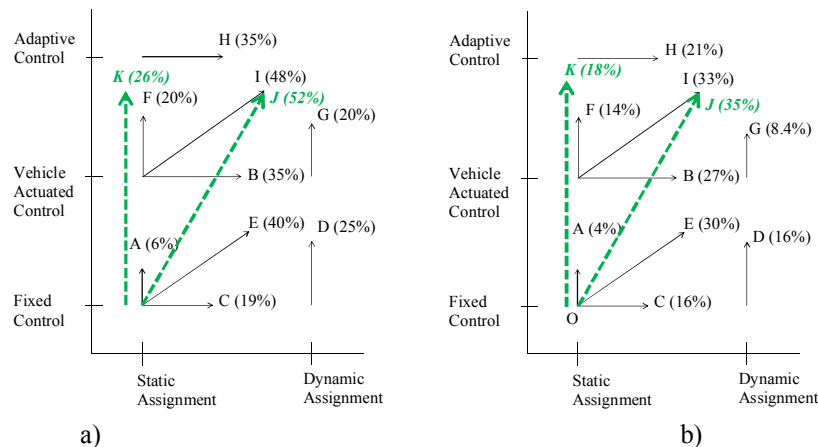 Adaptive Control
H (35%)
K (26%)
I (48%)
F (20%)
J (52%)
G (20%)
Vehicle Actuated Control
B (35%)
E (40%)
A (6%)
D (25%)
Fixed Control
C (19%)
Static Assignment
Dynamic Assignment
a)
Adaptive Control
H (21%)
K (18%)
I (33%)
F (14%)
J (35%)
G (8.4%)
Vehicle Actuated Control
B (27%)
E (30%)
A (4%)
D (16%)
Fixed Control
C (16%)
O
Static Assignment
Dynamic Assignment
b)